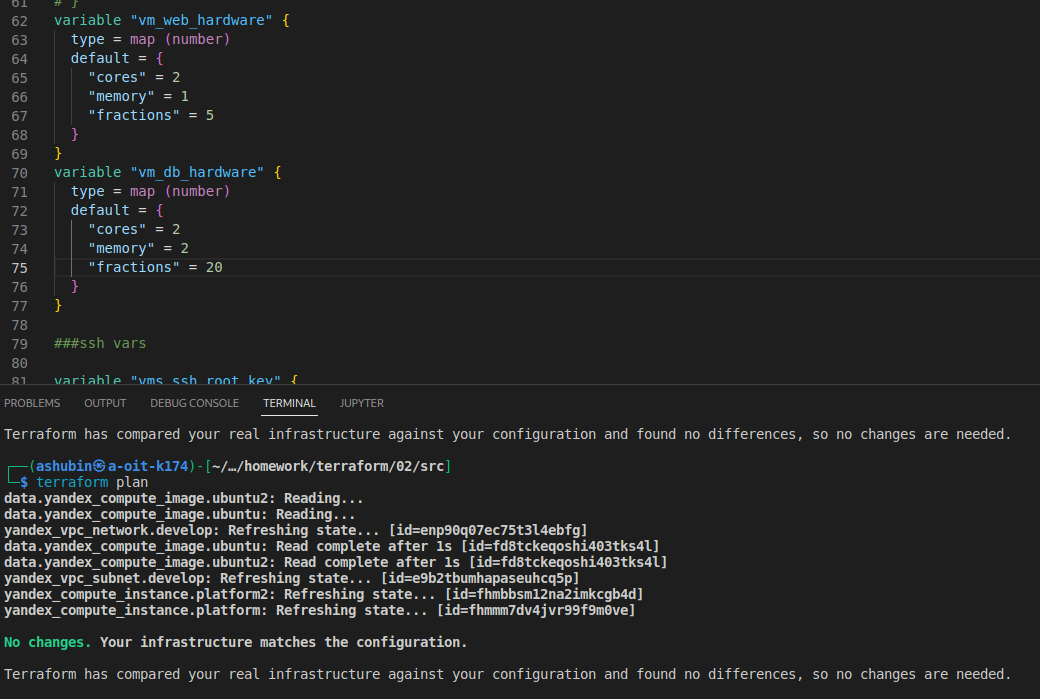 61 # }
62 variable "vm_web_hardware" {
63 type = map (number)
64 default = {
65 "cores" = 2
66 "memory" = 1
67 "fractions" = 5
68 }
69 }
70 variable "vm_db_hardware" {
71 type = map (number)
72 default = {
73 "cores" = 2
74 "memory" = 2
75 "fractions" = 20
76 }
77 }
78
79 ###ssh vars
80
81 variable "vms_ssh_root_key" {
PROBLEMS OUTPUT DEBUG CONSOLE TERMINAL JUPYTER
Terraform has compared your real infrastructure against your configuration and found no differences, so no changes are needed.
┌──(ashubin㉿a-oit-k174)-[~/…/homework/terraform/02/src]
└─$ terraform plan
data.yandex_compute_image.ubuntu2: Reading...
data.yandex_compute_image.ubuntu: Reading...
yandex_vpc_network.develop: Refreshing state... [id=enp90q07ec75t3l4ebfg]
data.yandex_compute_image.ubuntu: Read complete after 1s [id=fd8tckeqoshi403tks4l]
data.yandex_compute_image.ubuntu2: Read complete after 1s [id=fd8tckeqoshi403tks4l]
yandex_vpc_subnet.develop: Refreshing state... [id=e9b2tbumhapaseuhcq5p]
yandex_compute_instance.platform2: Refreshing state... [id=fhmbbsm12na2imkcgb4d]
yandex_compute_instance.platform: Refreshing state... [id=fhmmm7dv4jvr99f9m0ve]
No changes. Your infrastructure matches the configuration.
Terraform has compared your real infrastructure against your configuration and found no differences, so no changes are needed.